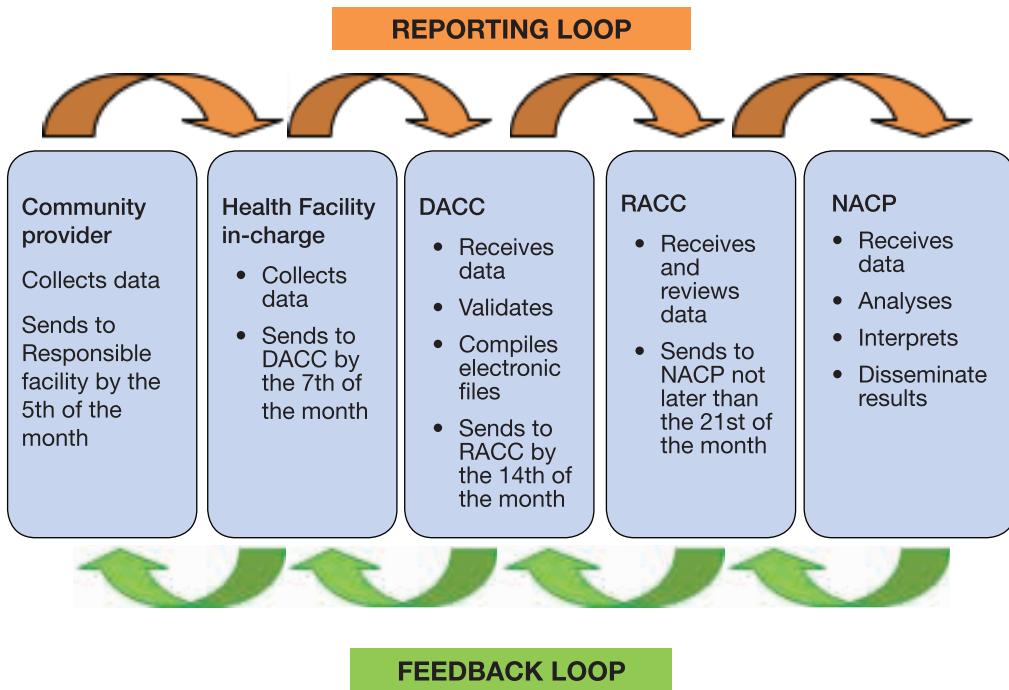 REPORTING LOOP
Community
provider
Collects data
Sends to
Responsible
facility by the
5th of the
month
Health Facility
in-charge
• Collects
data
• Sends to
DACC by
the 7th of
the month
DACC
• Receives
data
• Validates
• Compiles
electronic
files
• Sends to
RACC by
the 14th of
the month
RACC
• Receives
and
reviews
data
• Sends to
NACP not
later than
the 21st of
the month
NACP
• Receives
data
• Analyses
• Interprets
• Disseminate
results
FEEDBACK LOOP